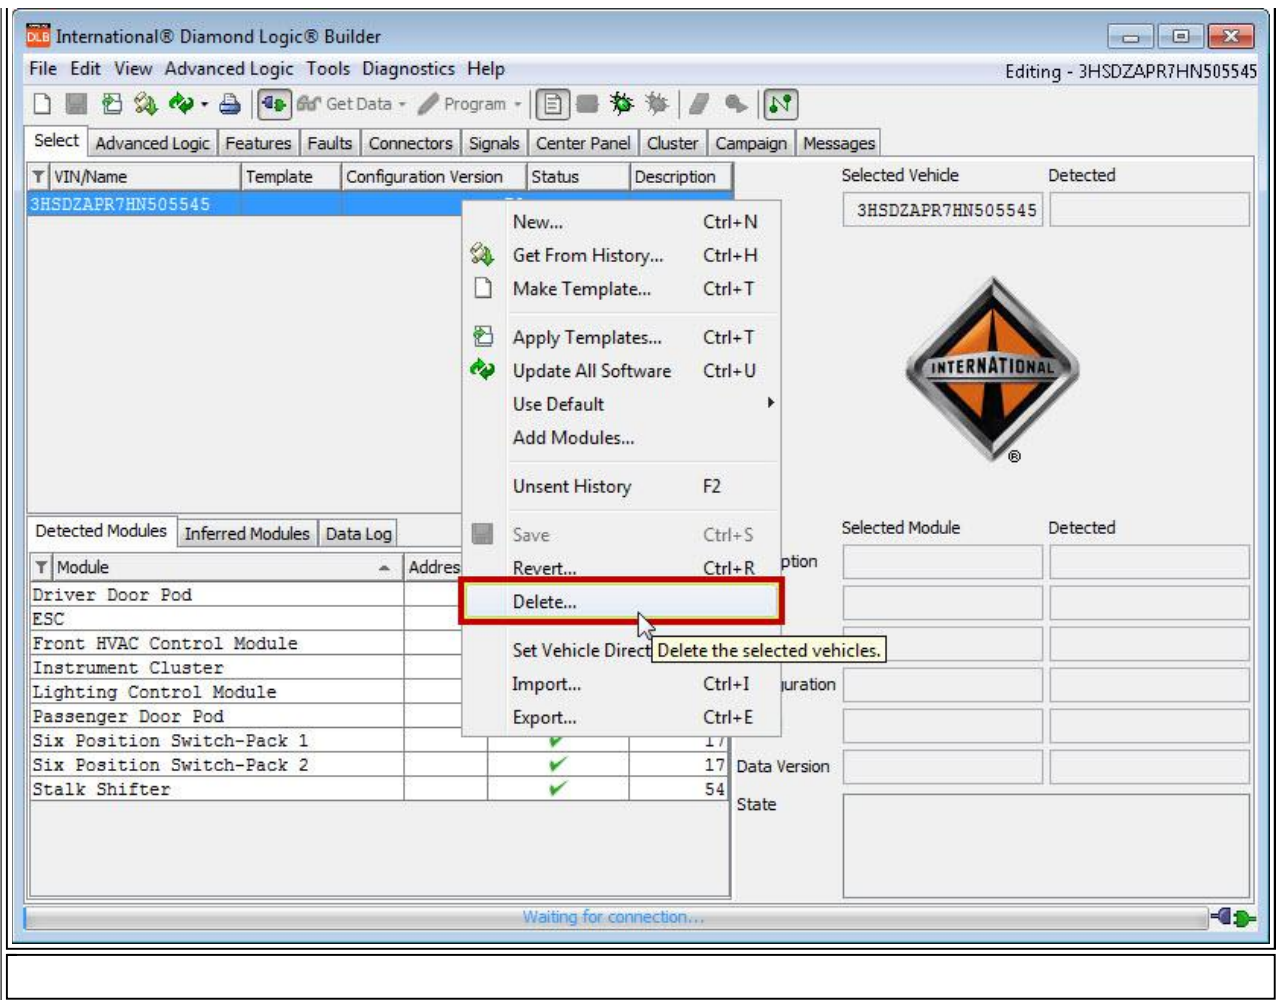 DLB International® Diamond Logic® Builder
File Edit View Advanced Logic Tools Diagnostics Help
Editing - 3HSDZAPR7HN505545
Get Data Program
Select Advanced Logic Features Faults Connectors Signals Center Panel Cluster Campaign Messages
VIN/Name Template Configuration Version Status Description
Selected Vehicle Detected
3HSDZAPR7HN505545
3HSDZAPR7HN505545
New... Ctrl+N
Get From History... Ctrl+H
Make Template... Ctrl+T
Apply Templates... Ctrl+T
Update All Software Ctrl+U
Use Default
Add Modules...
Unsent History F2
Save Ctrl+S
Revert... Ctrl+R
Delete...
Set Vehicle Direct
Delete the selected vehicles.
Import... Ctrl+I
Export... Ctrl+E
INTERNATIONAL
®
Detected Modules Inferred Modules Data Log
Selected Module Detected
Module Addres
ption
Driver Door Pod
ESC
Front HVAC Control Module
Instrument Cluster
Lighting Control Module
uration
Passenger Door Pod
Six Position Switch-Pack 1 17
Six Position Switch-Pack 2 17
Data Version
Stalk Shifter 54
State
Waiting for connection...